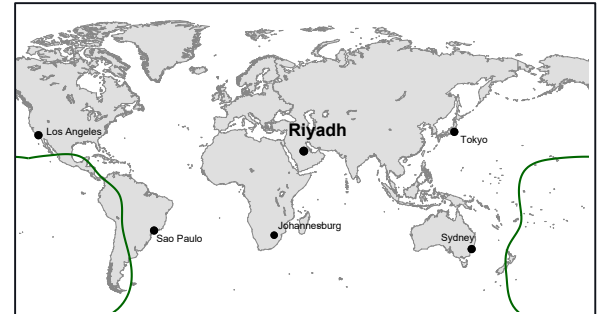 Los Angeles
Riyadh
Tokyo
Sao Paulo
Johannesburg
Sydney